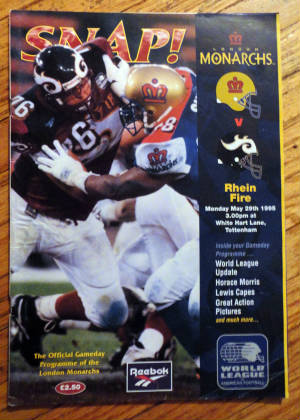 SNAP!
LONDON
MONARCHS
V
Rhein
Fire
Monday May 29th 1995
3.00pm at
White Hart Lane,
Tottenham
Inside your Gameday
Programme ...
World League
Update
Horace Morris
Lewis Capes
Great Action
Pictures
and much more...
The Official Gameday
Programme of the
London Monarchs
£2.50
Reebok
WORLD
LEAGUE
AMERICAN FOOTBALL